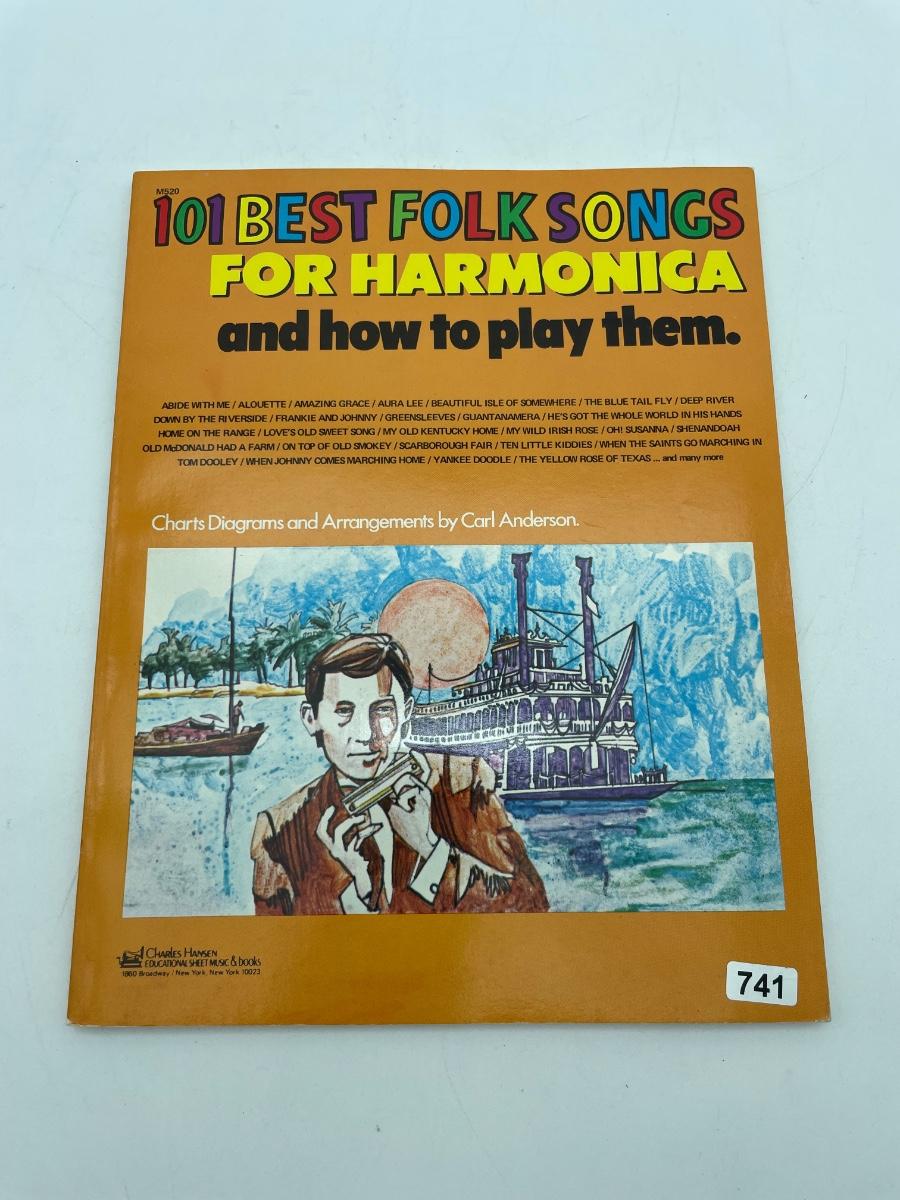 M520
101 BEST FOLK SONGS
FOR HARMONICA
and how to play them.
ABIDE WITH ME / ALOUETTE / AMAZING GRACE / AURA LEE / BEAUTIFUL ISLE OF SOMEWHERE / THE BLUE TAIL FLY / DEEP RIVER
DOWN BY THE RIVERSIDE / FRANKIE AND JOHNNY / GREENSLEEVES / GUANTANAMERA / HE'S GOT THE WHOLE WORLD IN HIS HANDS
HOME ON THE RANGE / LOVE'S OLD SWEET SONG / MY OLD KENTUCKY HOME / MY WILD IRISH ROSE / OH! SUSANNA / SHENANDOAH
OLD McDONALD HAD A FARM / ON TOP OF OLD SMOKEY / SCARBOROUGH FAIR / TEN LITTLE KIDDIES / WHEN THE SAINTS GO MARCHING IN
TOM DOOLEY / WHEN JOHNNY COMES MARCHING HOME / YANKEE DOODLE / THE YELLOW ROSE OF TEXAS ... and many more
Charts Diagrams and Arrangements by Carl Anderson.
CHARLES HANSEN
EDUCATIONAL SHEET MUSIC & books
1860 Broadway / New York, New York 10023
741